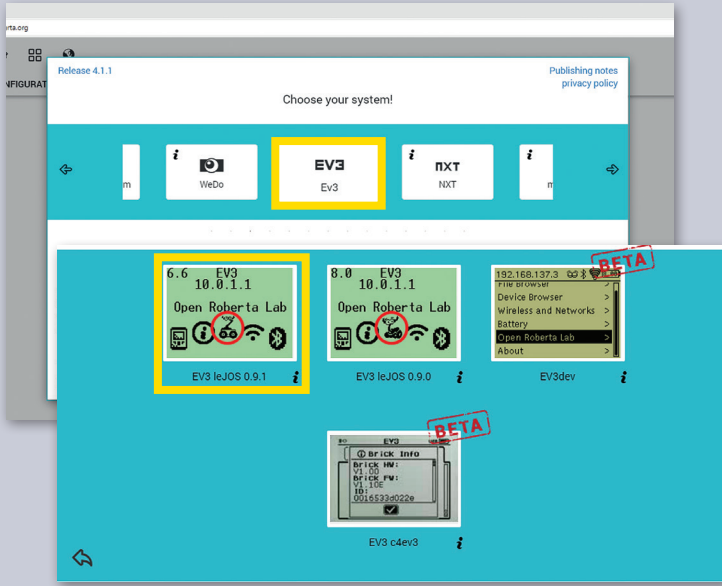 rta.org
NFIGURAT
Release 4.1.1
Publishing notes
privacy policy
Choose your system!
m
WeDo
EV3
Ev3
NXT
NXT
m
6.6 EV3
10.0.1.1
Open Roberta Lab
EV3 leJOS 0.9.1
8.0 EV3
10.0.1.1
Open Roberta Lab
EV3 leJOS 0.9.0
BETA
192.168.137.3
File Browser >
Device Browser >
Wireless and Networks >
Battery >
Open Roberta Lab >
About >
EV3dev
BETA
EV3
Brick Info
Brick HW:
V1.00
Brick FW:
V1.10E
ID:
0016533d022e
EV3 c4ev3